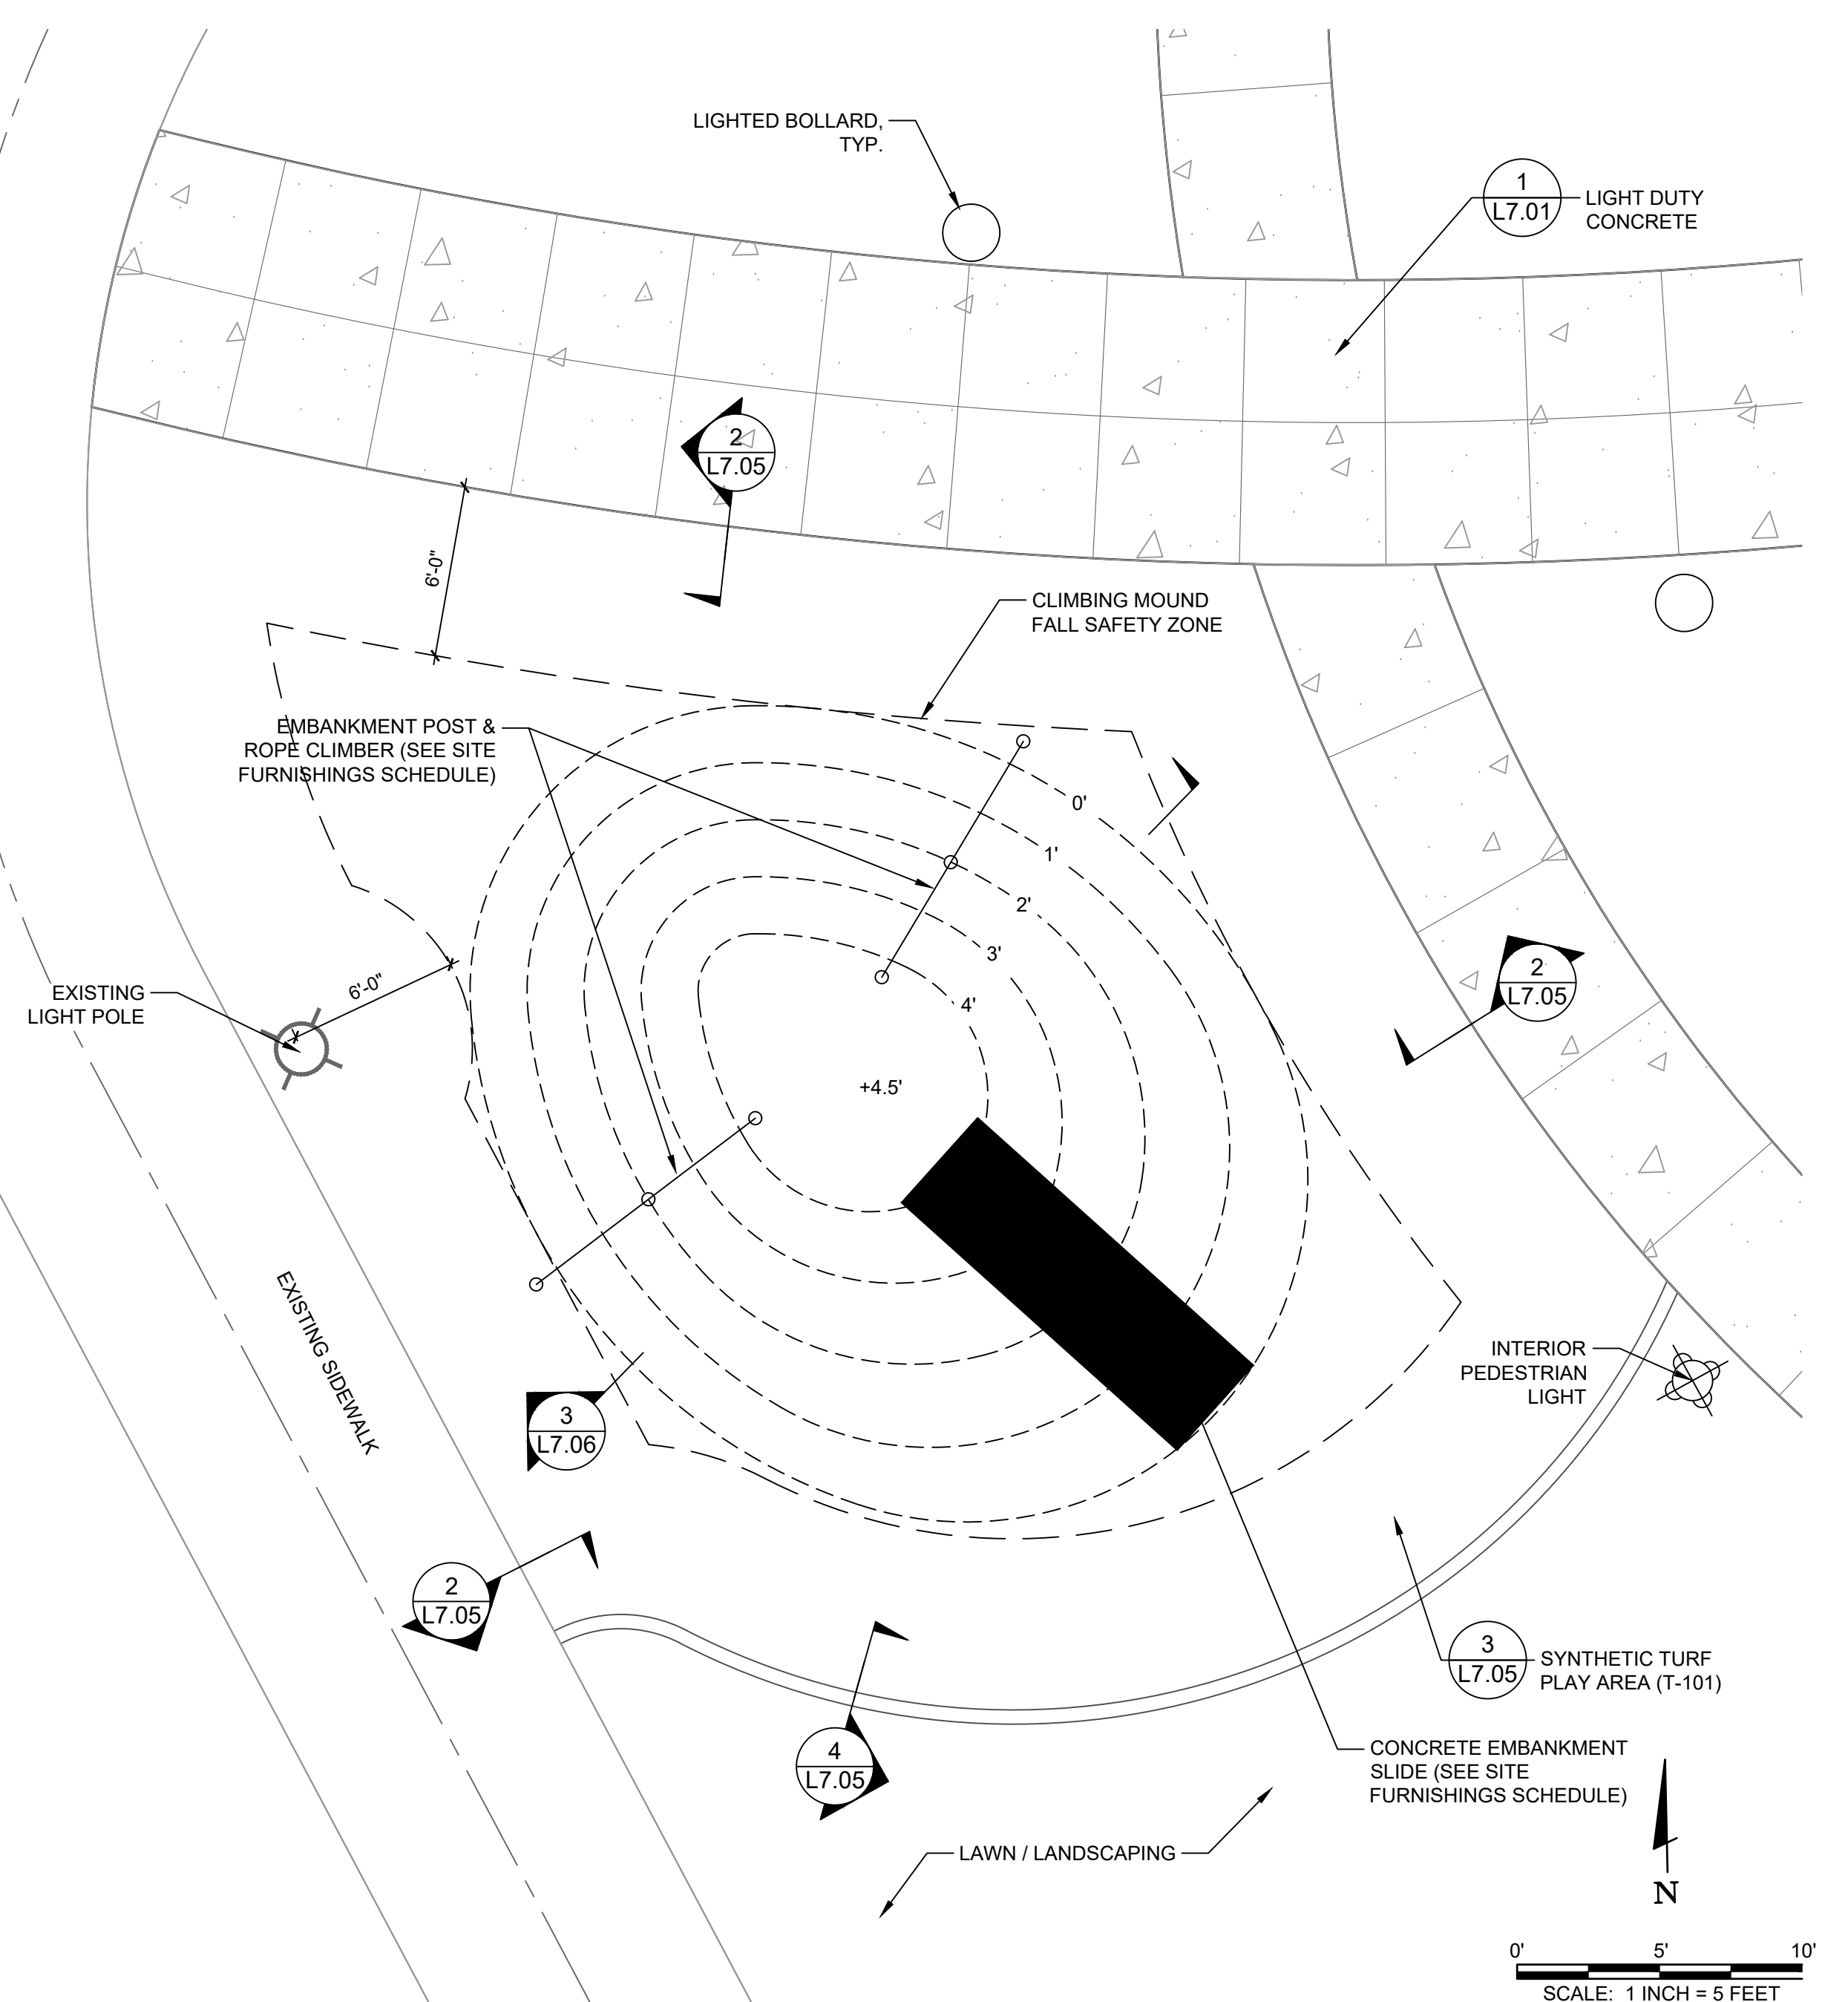 LIGHTED BOLLARD,
TYP.
1
L7.01
LIGHT DUTY
CONCRETE
2
L7.05
6'-0"
CLIMBING MOUND
FALL SAFETY ZONE
EMBANKMENT POST &
ROPE CLIMBER (SEE SITE
FURNISHINGS SCHEDULE)
0'
1'
2'
3'
4'
+4.5'
2
L7.05
EXISTING
LIGHT POLE
6'-0"
EXISTING SIDEWALK
INTERIOR
PEDESTRIAN
LIGHT
3
L7.06
2
L7.05
3
L7.05
SYNTHETIC TURF
PLAY AREA (T-101)
4
L7.05
CONCRETE EMBANKMENT
SLIDE (SEE SITE
FURNISHINGS SCHEDULE)
LAWN / LANDSCAPING
N
0' 5' 10'
SCALE: 1 INCH = 5 FEET